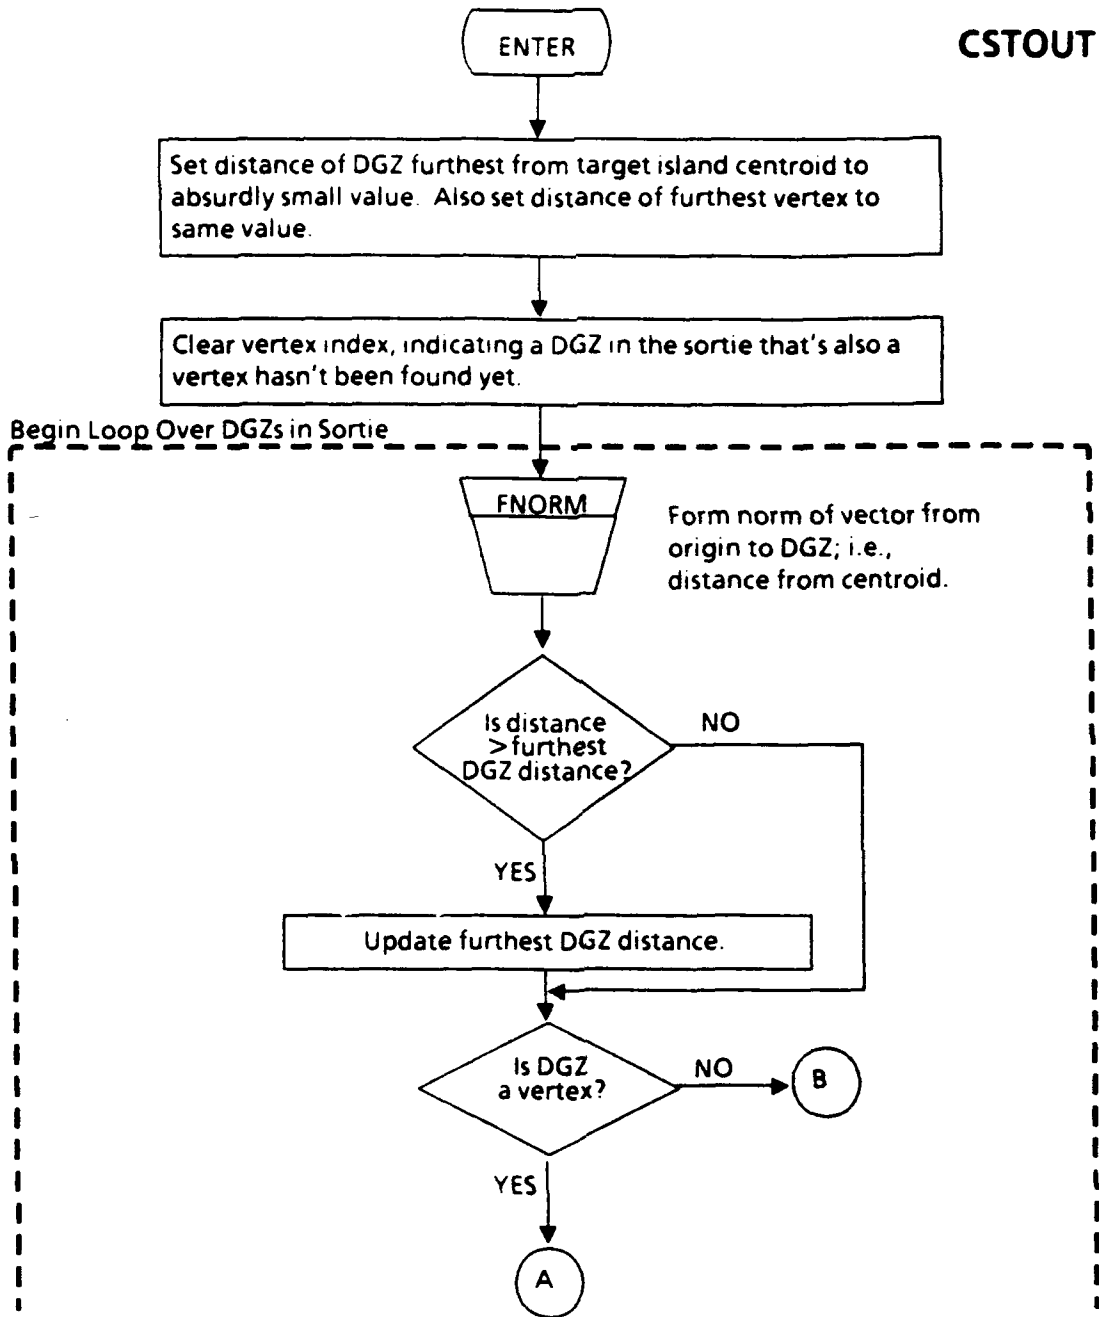 CSTOUT
ENTER
Set distance of DGZ furthest from target island centroid to
absurdly small value. Also set distance of furthest vertex to
same value.
Clear vertex index, indicating a DGZ in the sortie that's also a
vertex hasn't been found yet.
Begin Loop Over DGZs in Sortie
FNORM
Form norm of vector from
origin to DGZ; i.e.,
distance from centroid.
Is distance
>furthest
DGZ distance?
NO
YES
Update furthest DGZ distance.
Is DGZ
a vertex?
NO
B
YES
A